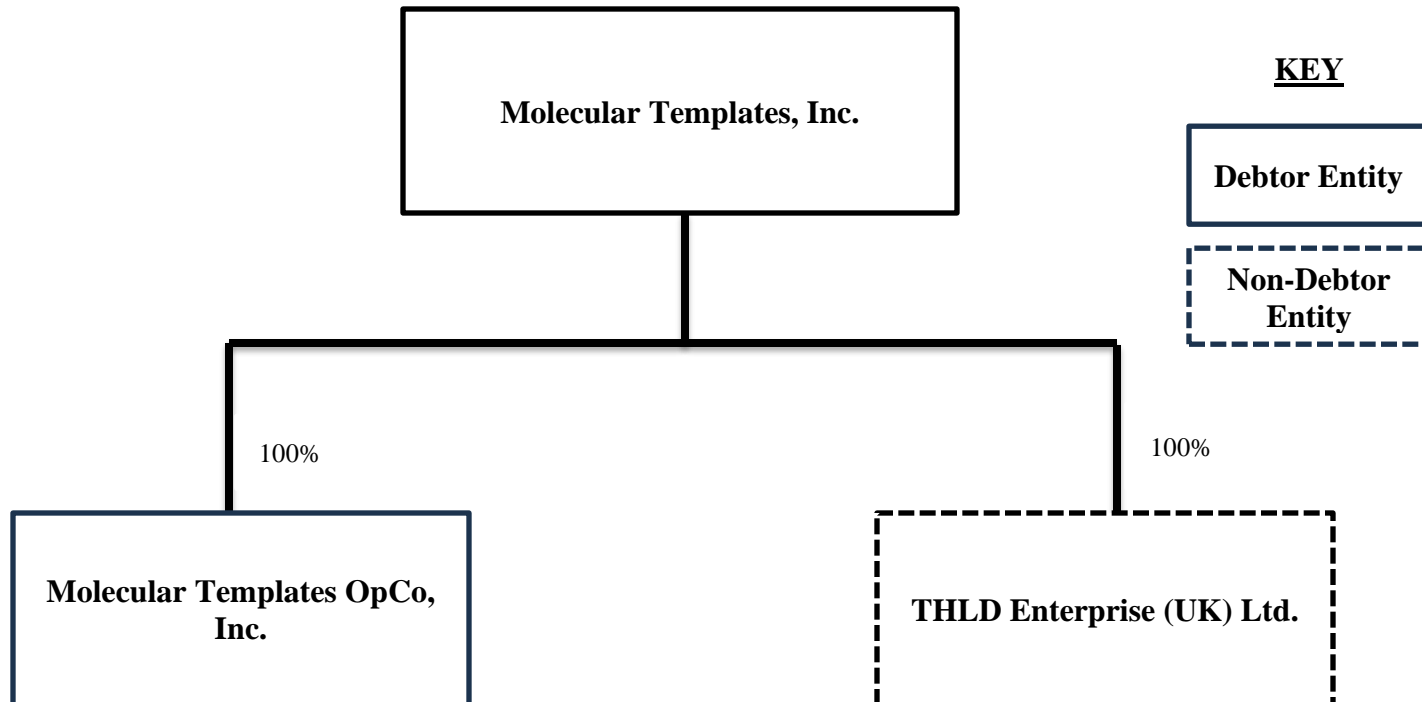 Molecular Templates, Inc.
KEY
Debtor Entity
Non-Debtor
Entity
100%
100%
Molecular Templates OpCo,
Inc.
THLD Enterprise (UK) Ltd.